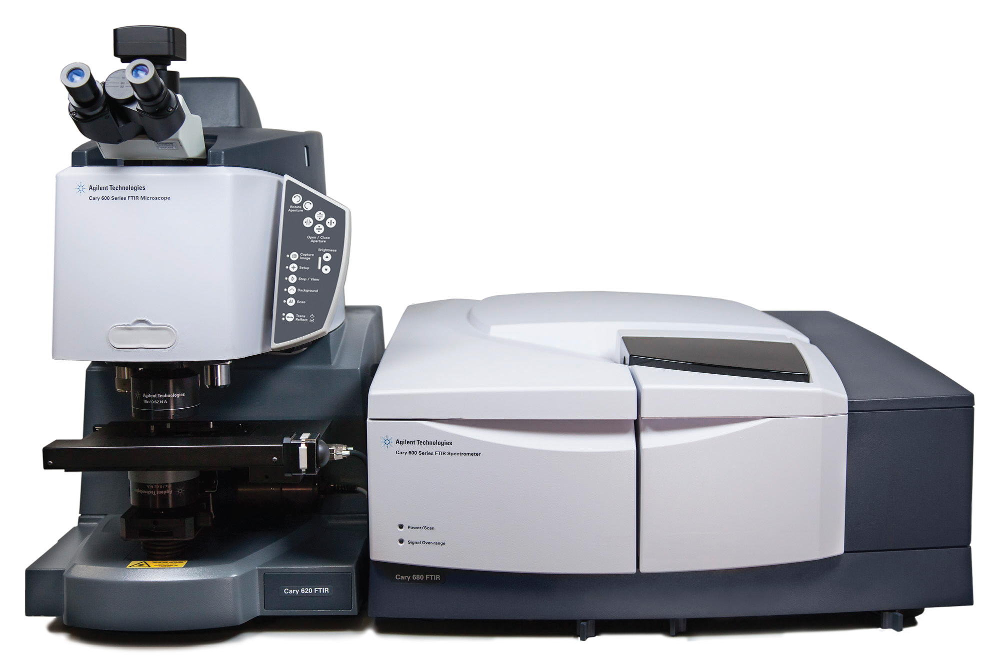 Agilent Technologies
Cary 600 Series FTIR Microscope
Rotate
Aperture
Open / Close
Aperture
Brightness
Capture
Image
Setup
Stop / View
Background
Scan
Mode
Trans
Reflect
Agilent Technologies
15x / 0.62 N.A.
Agilent Technologies
15x / 0.62 N.A.
Cary 620 FTIR
Agilent Technologies
Cary 600 Series FTIR Spectrometer
Power/Scan
Signal Over-range
Cary 680 FTIR